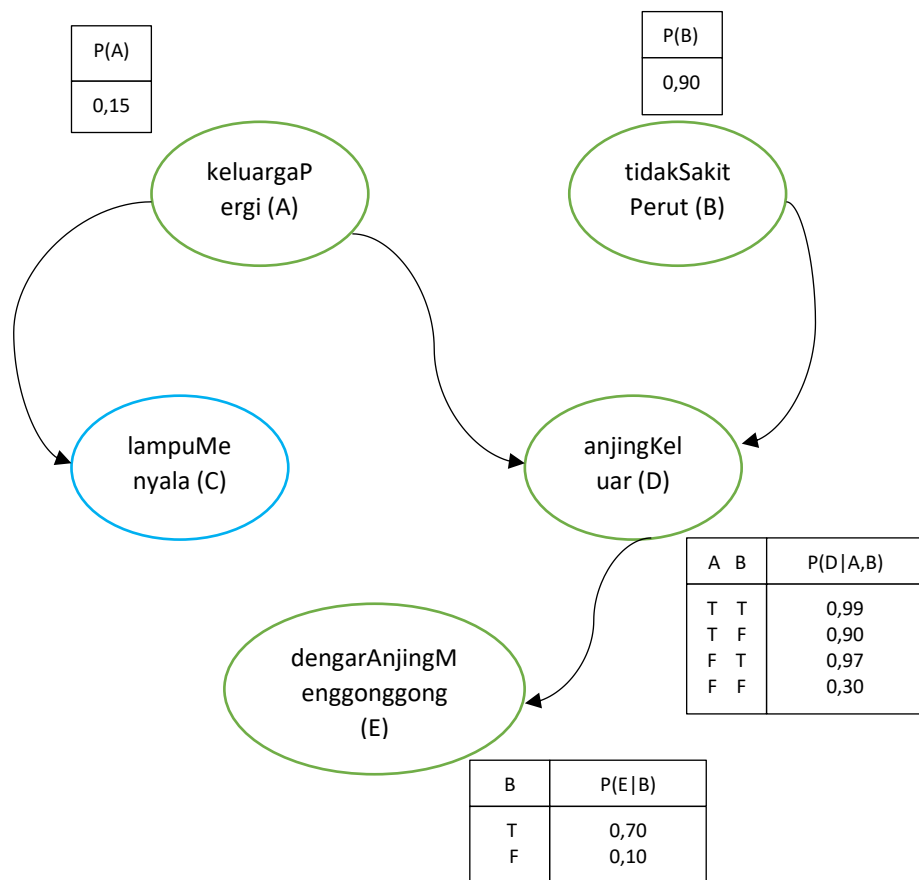 P(A)
0,15
P(B)
0,90
keluargaP
ergi (A)
tidakSakit
Perut (B)
lampuMe
nyala (C)
anjingKel
uar (D)
A B P(D|A,B)
T T 0,99
T F 0,90
F T 0,97
F F 0,30
dengarAnjingM
enggonggong
(E)
B P(E|B)
T 0,70
F 0,10